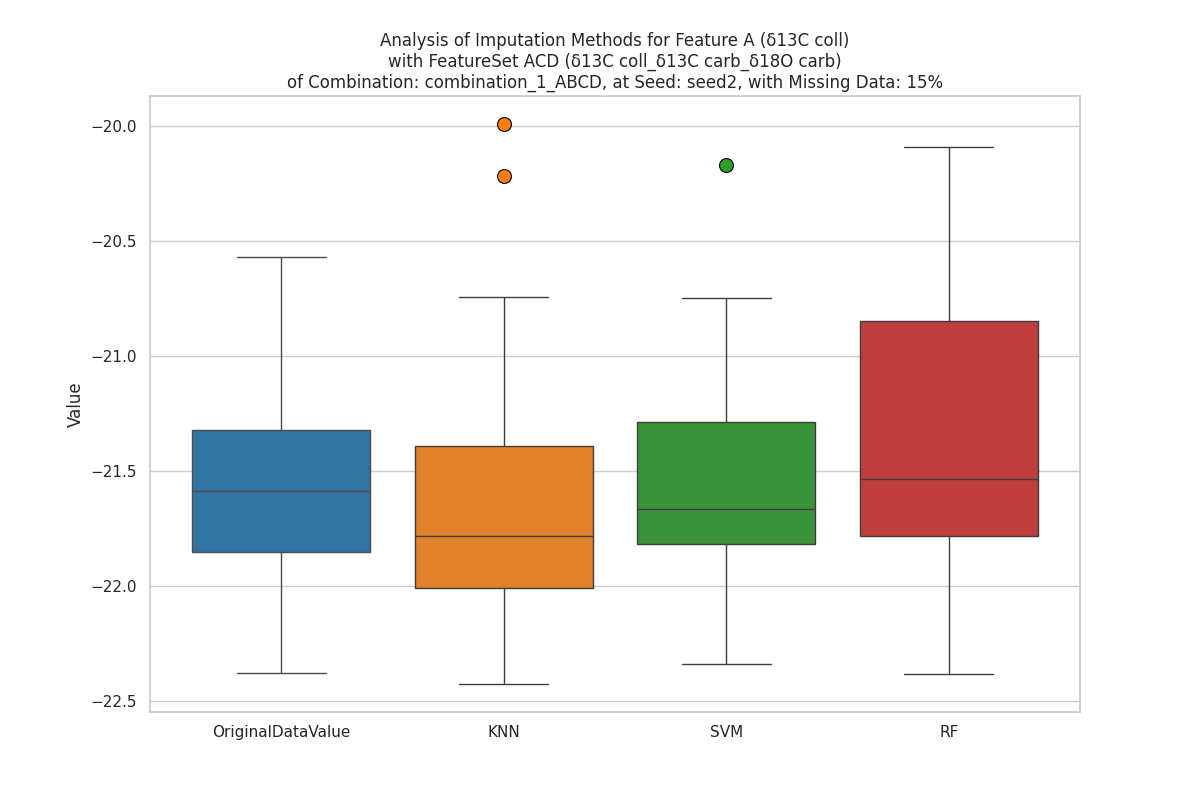 Analysis of Imputation Methods for Feature A (δ13C coll)
with FeatureSet ACD (δ13C coll_δ13C carb_δ18O carb)
of Combination: combination_1_ABCD, at Seed: seed2, with Missing Data: 15%
−20.0
−20.5
−21.0
−21.5
−22.0
−22.5
Value
OriginalDataValue
KNN
SVM
RF